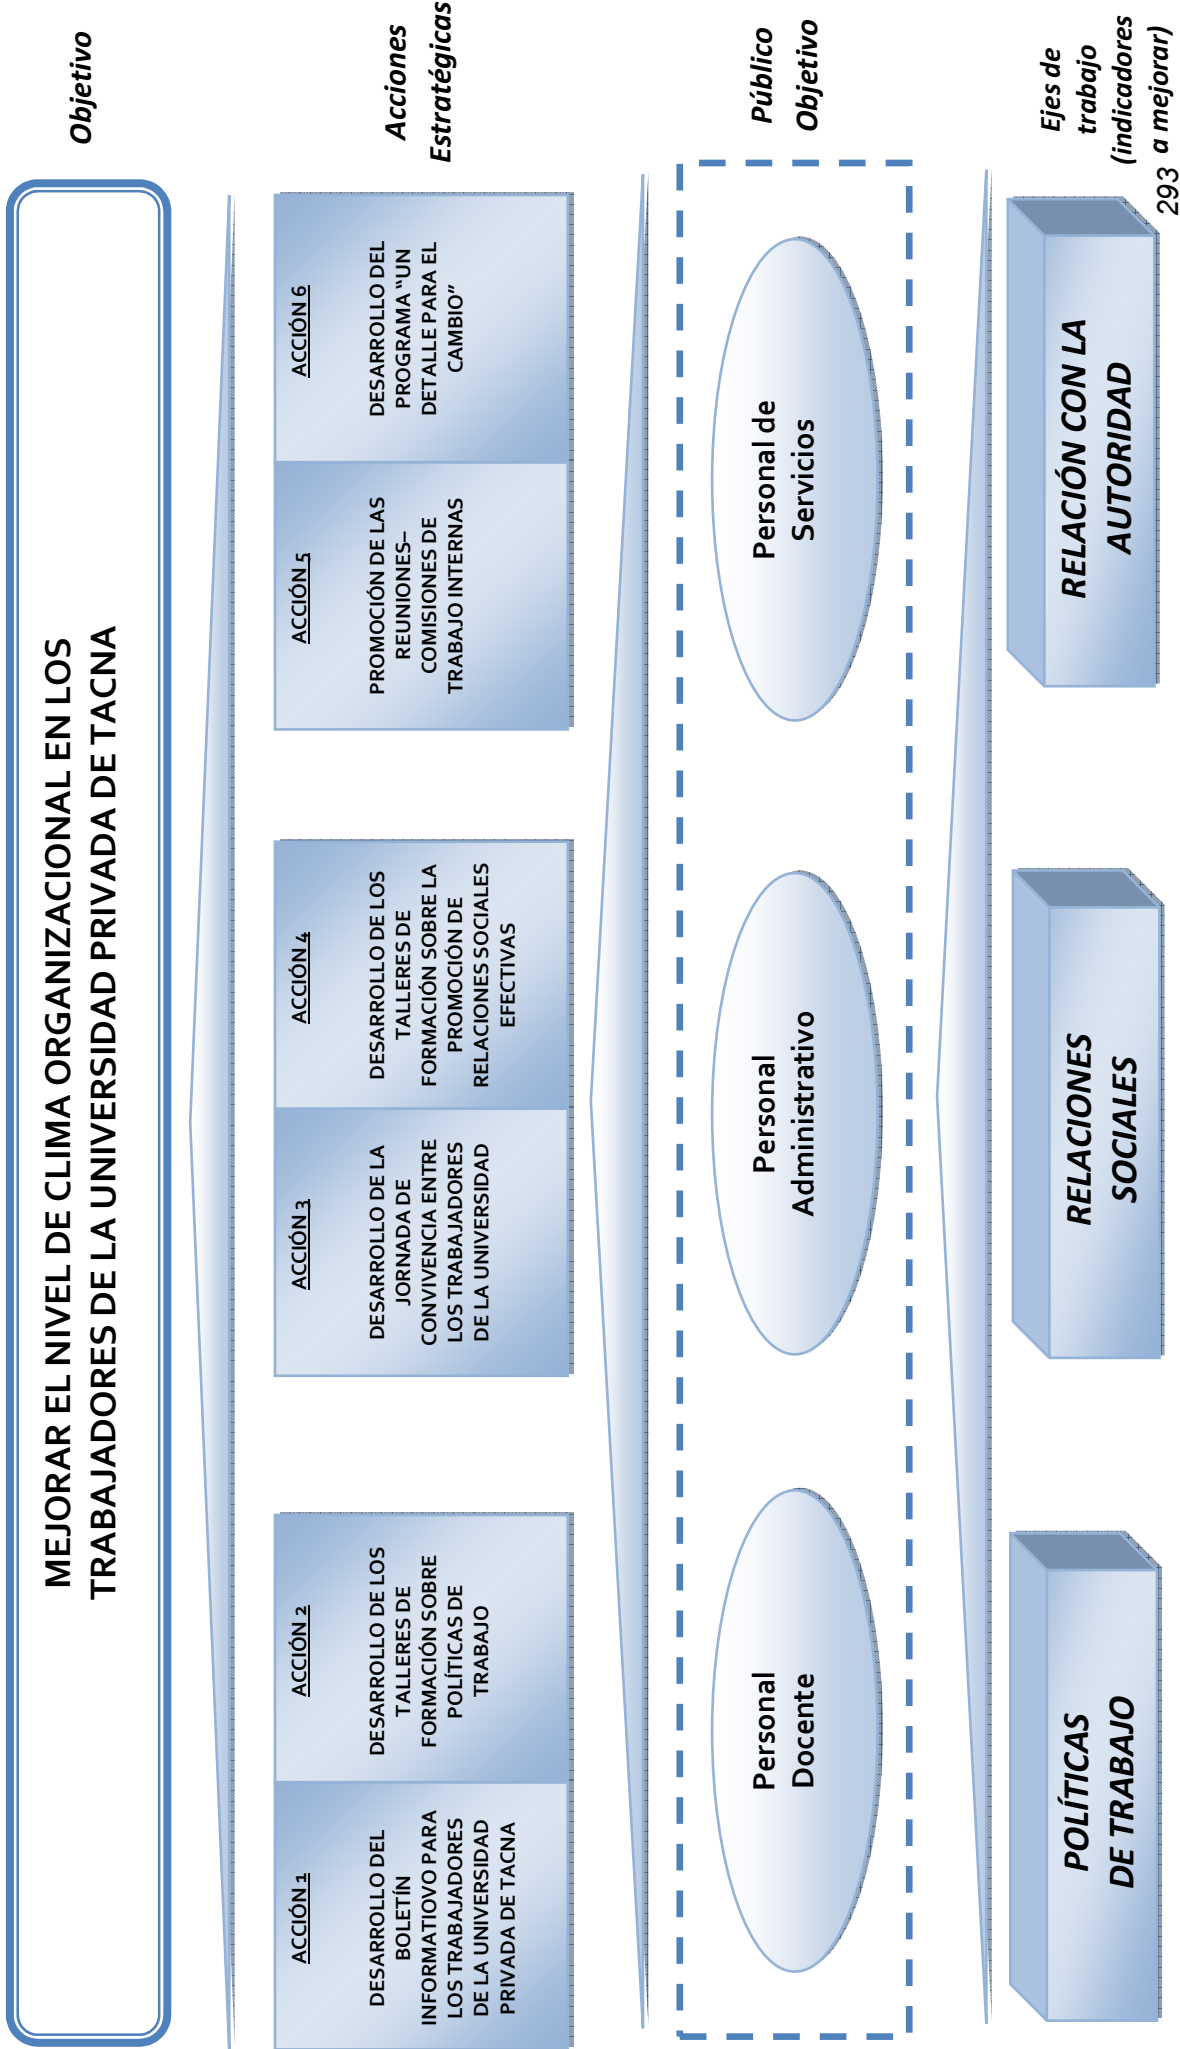 MEJORAR EL NIVEL DE CLIMA ORGANIZACIONAL EN LOS
TRABAJADORES DE LA UNIVERSIDAD PRIVADA DE TACNA
Objetivo
ACCIÓN 1
DESARROLLO DEL
BOLETÍN
INFORMATIOVO PARA
LOS TRABAJADORES
DE LA UNIVERSIDAD
PRIVADA DE TACNA
ACCIÓN 2
DESARROLLO DE LOS
TALLERES DE
FORMACIÓN SOBRE
POLÍTICAS DE
TRABAJO
ACCIÓN 3
DESARROLLO DE LA
JORNADA DE
CONVIVENCIA ENTRE
LOS TRABAJADORES
DE LA UNIVERSIDAD
ACCIÓN 4
DESARROLLO DE LOS
TALLERES DE
FORMACIÓN SOBRE LA
PROMOCIÓN DE
RELACIONES SOCIALES
EFECTIVAS
ACCIÓN 5
PROMOCIÓN DE LAS
REUNIONES–
COMISIONES DE
TRABAJO INTERNAS
ACCIÓN 6
DESARROLLO DEL
PROGRAMA “UN
DETALLE PARA EL
CAMBIO”
Acciones
Estratégicas
Personal
Docente
Personal
Administrativo
Personal de
Servicios
Público
Objetivo
POLÍTICAS
DE TRABAJO
RELACIONES
SOCIALES
RELACIÓN CON LA
AUTORIDAD
Ejes de
trabajo
(indicadores
a mejorar)
293